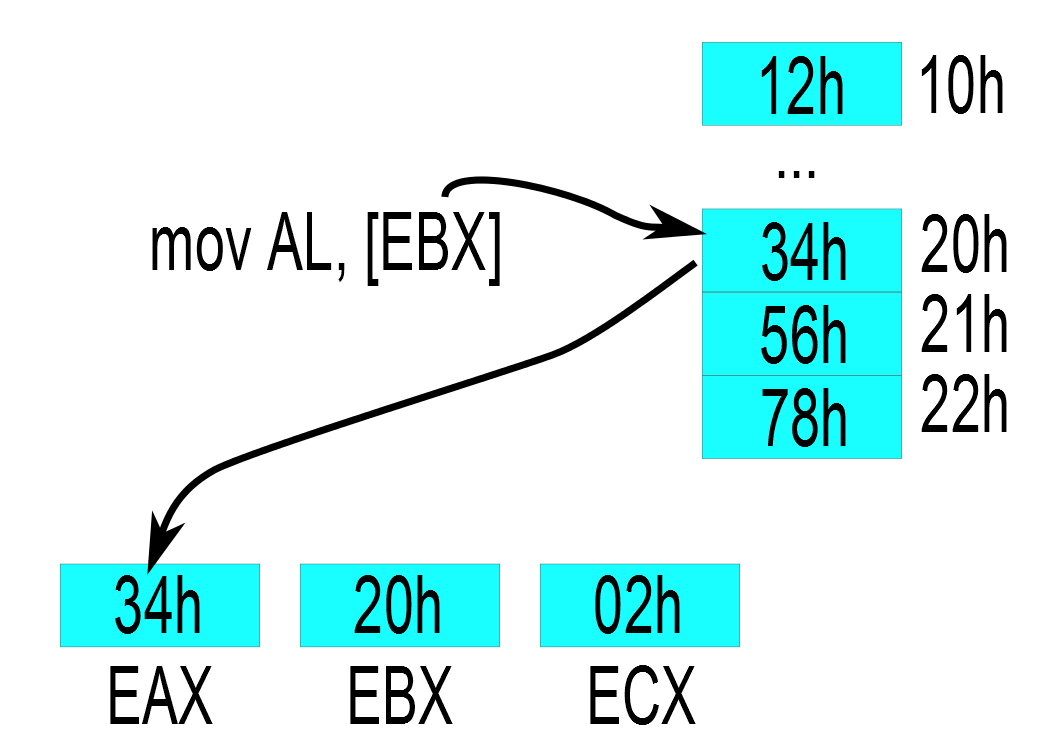 12h 10h
...
mov AL, [EBX]
34h 20h
56h 21h
78h 22h
34h 20h 02h
EAX EBX ECX